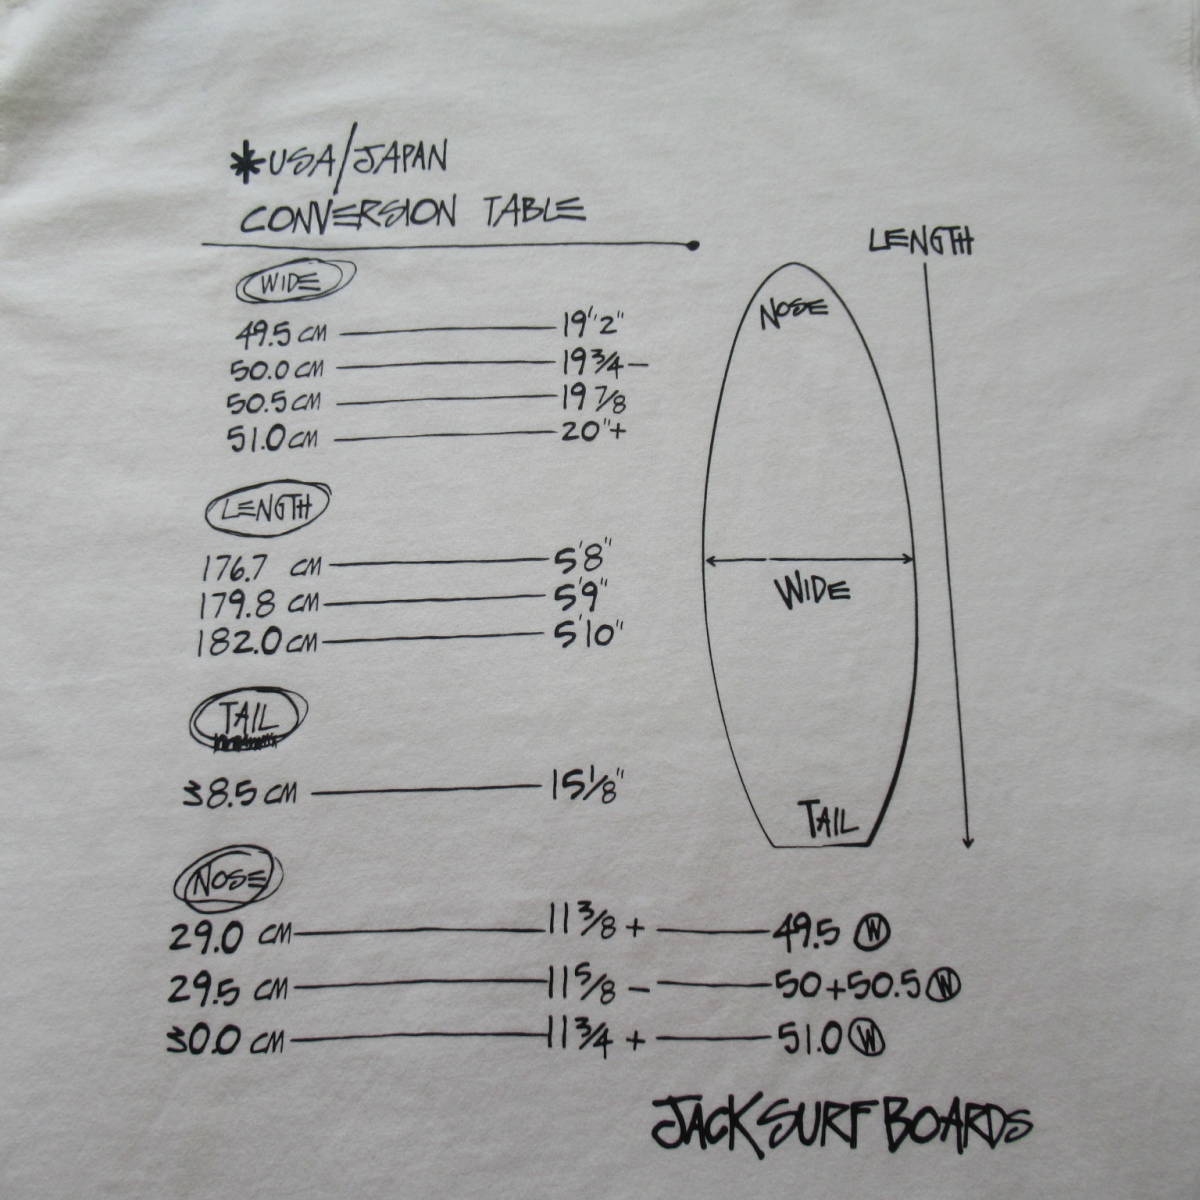 *USA/JAPAN
CONVERSION TABLE
WIDE
49.5 CM — 19'2"
50.0 CM — 19 3/4 –
50.5 CM — 19 7/8
51.0 CM — 20"+
LENGTH
176.7 CM — 5'8"
179.8 CM — 5'9"
182.0 CM — 5'10"
TAIL
38.5 CM — 15 1/8"
NOSE
29.0 CM — 11 3/8 + — 49.5 W
29.5 CM — 11 5/8 – — 50+50.5 W
30.0 CM — 11 3/4 + — 51.0 W
LENGTH
NOSE
WIDE
TAIL
JACK SURFBOARDS